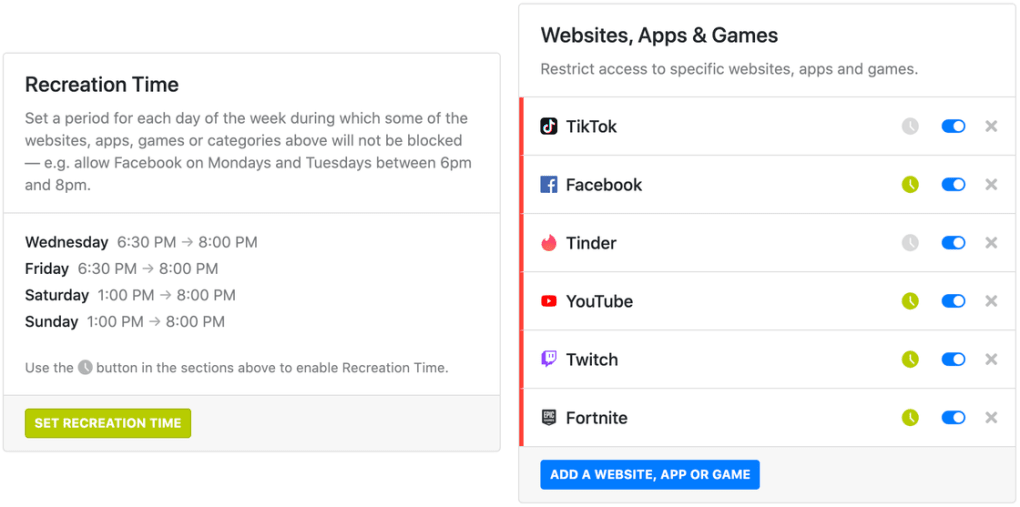 Recreation Time
Set a period for each day of the week during which some of the
websites, apps, games or categories above will not be blocked
— e.g. allow Facebook on Mondays and Tuesdays between 6pm
and 8pm.
Wednesday 6:30 PM → 8:00 PM
Friday 6:30 PM → 8:00 PM
Saturday 1:00 PM → 8:00 PM
Sunday 1:00 PM → 8:00 PM
Use the button in the sections above to enable Recreation Time.
SET RECREATION TIME
Websites, Apps & Games
Restrict access to specific websites, apps and games.
TikTok
Facebook
Tinder
YouTube
Twitch
EPIC
Fortnite
ADD A WEBSITE, APP OR GAME